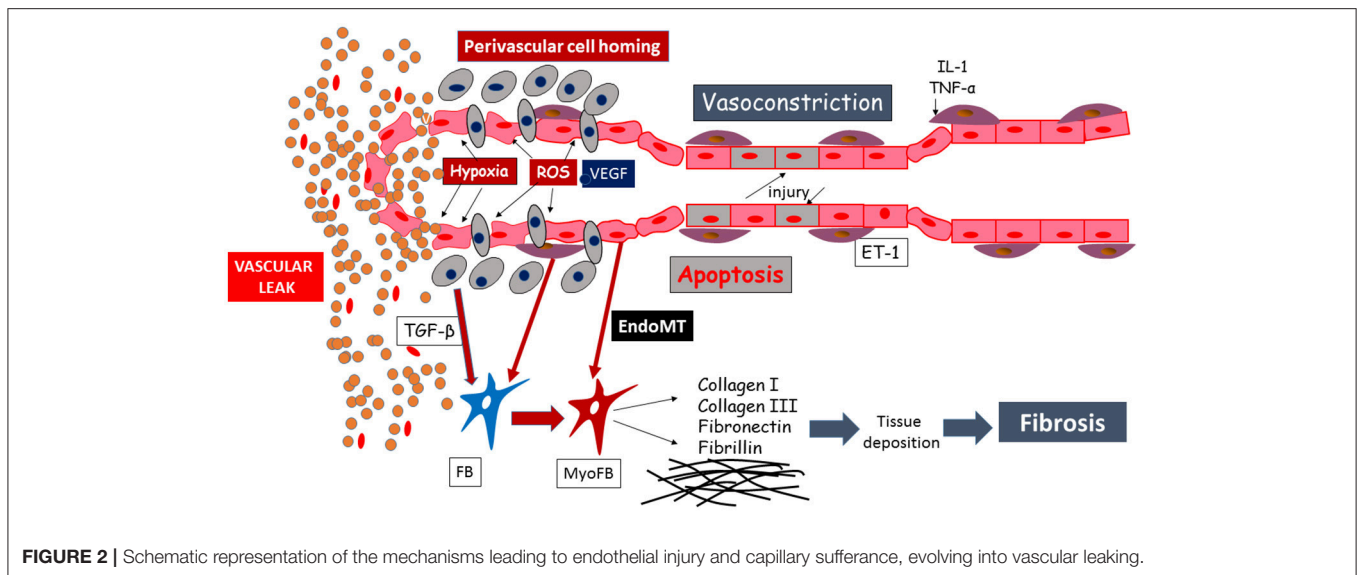 Perivascular cell homing
IL-1
TNF-α
Vasoconstriction
Hypoxia
ROS
VEGF
injury
ET-1
VASCULAR
LEAK
Apoptosis
TGF-β
EndoMT
Collagen I
Collagen III
Fibronectin
Fibrillin
Tissue
deposition
Fibrosis
FB
MyoFB
FIGURE 2 | Schematic representation of the mechanisms leading to endothelial injury and capillary sufferance, evolving into vascular leaking.